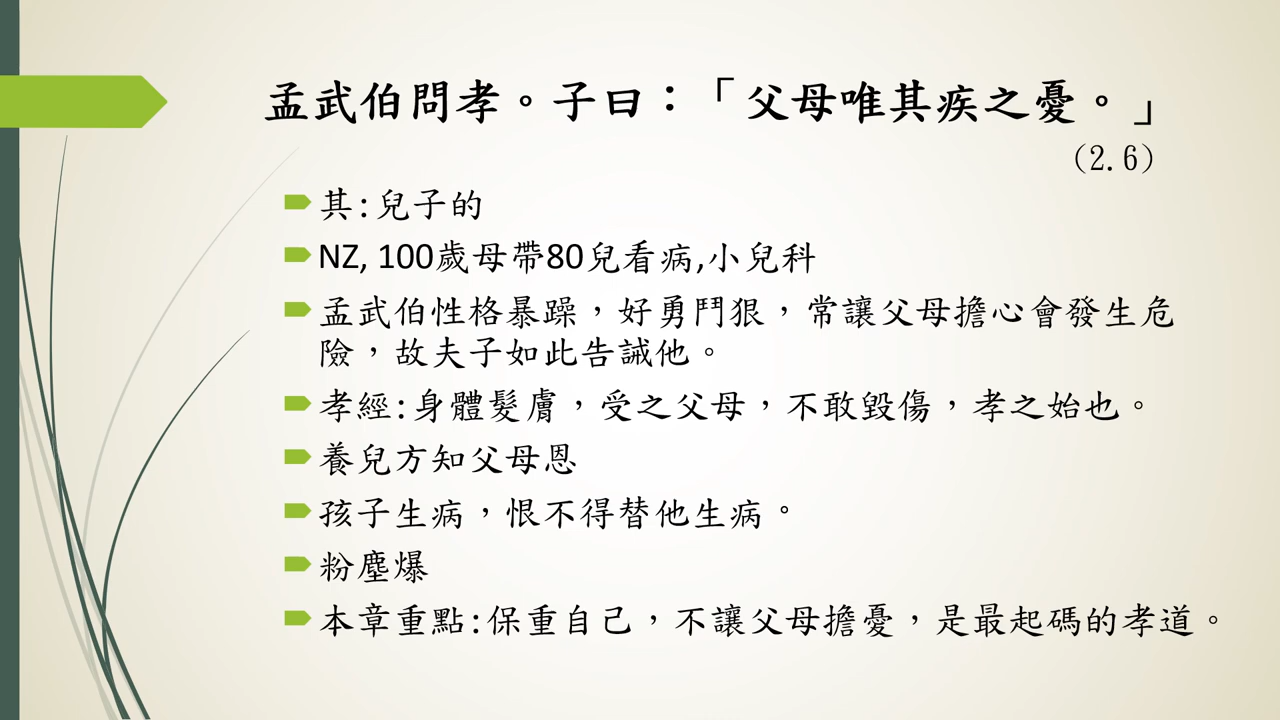 孟武伯問孝。子曰：「父母唯其疾之憂。」
（2.6）
其:兒子的
NZ, 100歲母帶80兒看病,小兒科
孟武伯性格暴躁，好勇鬥狠，常讓父母擔心會發生危
險，故夫子如此告誡他。
孝經:身體髮膚，受之父母，不敢毀傷，孝之始也。
養兒方知父母恩
孩子生病，恨不得替他生病。
粉塵爆
本章重點:保重自己，不讓父母擔憂，是最起碼的孝道。